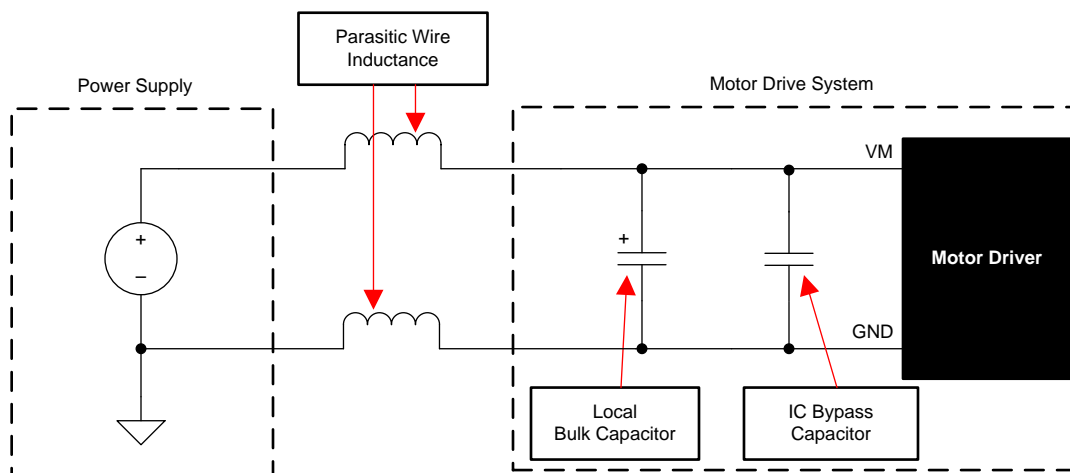 Parasitic Wire
Inductance
Power Supply
Motor Drive System
VM
+
–
+
Motor Driver
GND
Local
Bulk Capacitor
IC Bypass
Capacitor